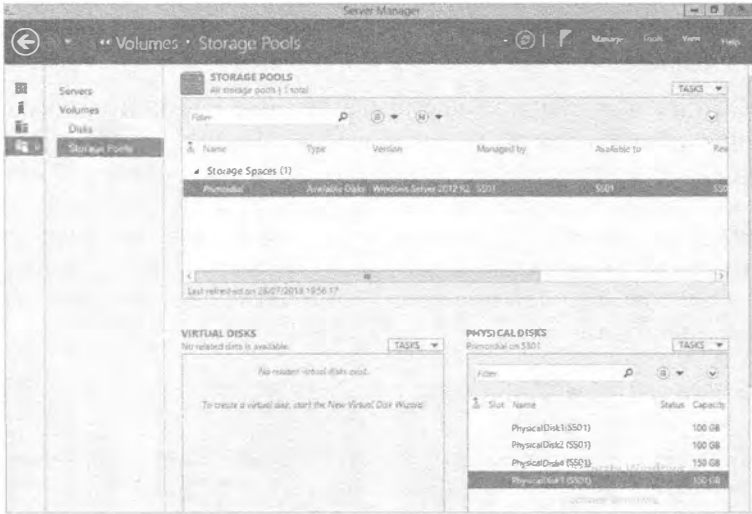 Server Manager
Volumes • Storage Pools
Manage Tools View Help
Servers
Volumes
Disks
Storage Pools
STORAGE POOLS
All storage pools | 1 total
TASKS
Filter
Name Type Version Managed by Available to
Storage Spaces (1)
Primordial Available Disks Windows Server 2012 R2 SS01 SS01
Last refreshed on 28/07/2013 19:56:17
VIRTUAL DISKS
No related data is available.
TASKS
No related virtual disks exist.
To create a virtual disk, start the New Virtual Disk Wizard.
PHYSICAL DISKS
Primordial on SS01
TASKS
Filter
Slot Name Status Capacity
PhysicalDisk1 (SS01) 100 GB
PhysicalDisk2 (SS01) 100 GB
PhysicalDisk4 (SS01) 150 GB
150 GB